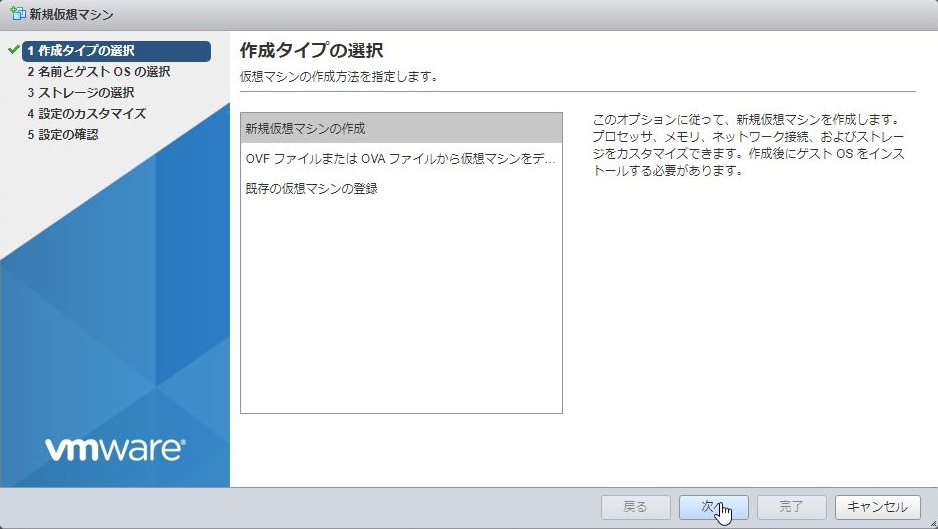 新規仮想マシン
1 作成タイプの選択
2 名前とゲスト OS の選択
3 ストレージの選択
4 設定のカスタマイズ
5 設定の確認
vmware®
作成タイプの選択
仮想マシンの作成方法を指定します。
新規仮想マシンの作成
OVF ファイルまたは OVA ファイルから仮想マシンをデ...
既存の仮想マシンの登録
このオプションに従って、新規仮想マシンを作成します。
プロセッサ、メモリ、ネットワーク接続、およびストレー
ジをカスタマイズできます。作成後にゲスト OS をインス
トールする必要があります。
戻る
次へ
完了
キャンセル